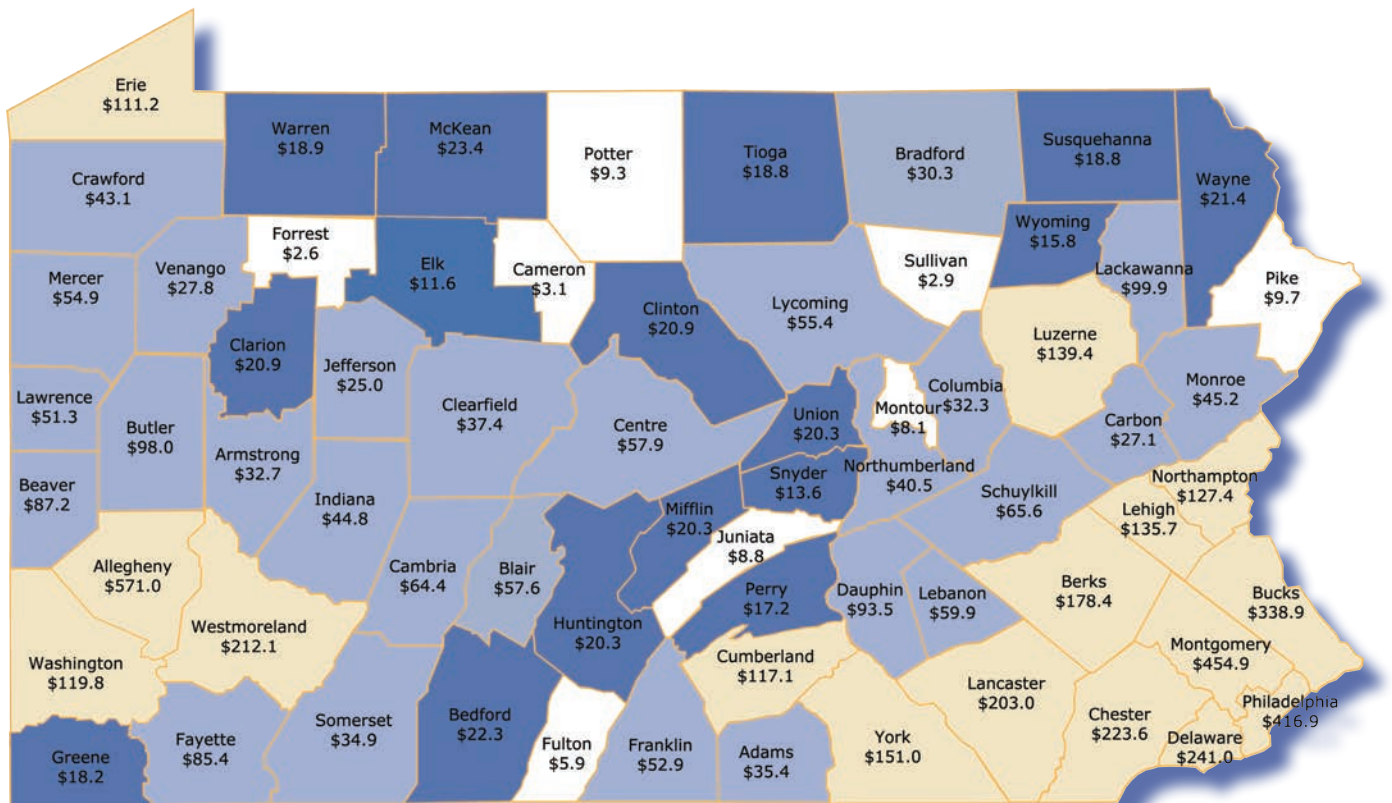 Erie
$111.2
Warren
$18.9
McKean
$23.4
Potter
$9.3
Tioga
$18.8
Bradford
$30.3
Susquehanna
$18.8
Wayne
$21.4
Crawford
$43.1
Forrest
$2.6
Wyoming
$15.8
Mercer
$54.9
Venango
$27.8
Elk
$11.6
Cameron
$3.1
Sullivan
$2.9
Lackawanna
$99.9
Pike
$9.7
Clinton
$20.9
Lycoming
$55.4
Luzerne
$139.4
Clarion
$20.9
Jefferson
$25.0
Lawrence
$51.3
Butler
$98.0
Clearfield
$37.4
Centre
$57.9
Union
$20.3
Montour
$8.1
Columbia
$32.3
Monroe
$45.2
Carbon
$27.1
Armstrong
$32.7
Beaver
$87.2
Indiana
$44.8
Snyder
$13.6
Northumberland
$40.5
Schuylkill
$65.6
Northampton
$127.4
Lehigh
$135.7
Mifflin
$20.3
Juniata
$8.8
Allegheny
$571.0
Cambria
$64.4
Blair
$57.6
Perry
$17.2
Dauphin
$93.5
Lebanon
$59.9
Berks
$178.4
Bucks
$338.9
Westmoreland
$212.1
Huntington
$20.3
Washington
$119.8
Cumberland
$117.1
Montgomery
$454.9
Lancaster
$203.0
Philadelphia
$416.9
Greene
$18.2
Fayette
$85.4
Somerset
$34.9
Bedford
$22.3
Fulton
$5.9
Franklin
$52.9
Adams
$35.4
York
$151.0
Chester
$223.6
Delaware
$241.0